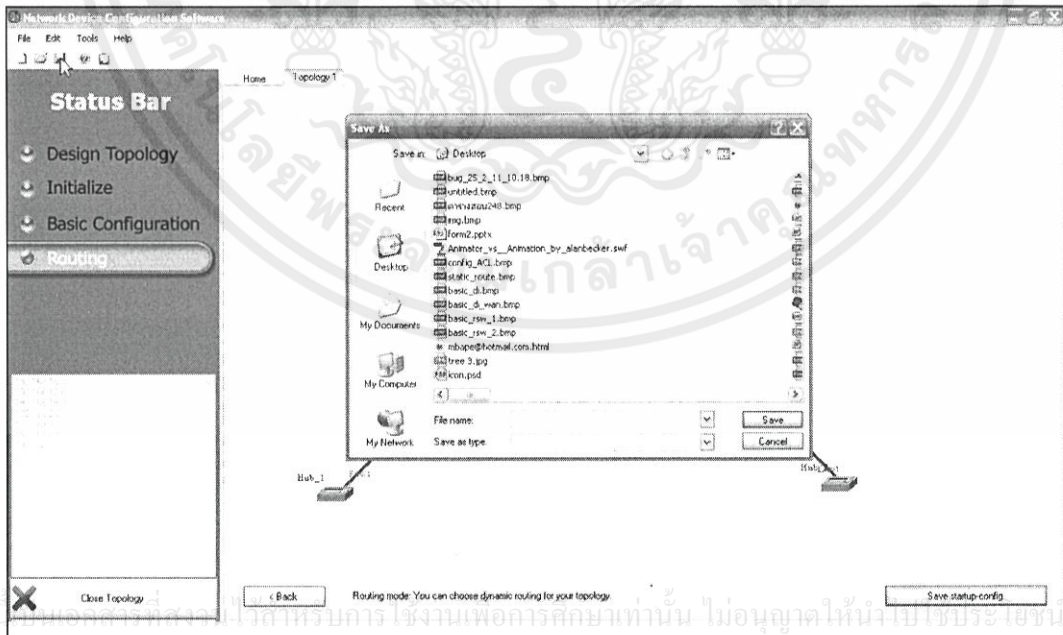 Network Device Configuration Software
File Edit Tools Help
Status Bar
Design Topology
Initialize
Basic Configuration
Routing
Close Topology
Home Topology 1
Save As
Save in: Desktop
Recent
Desktop
My Documents
My Computer
My Network
bug_25_2_11_10.18.bmp
untitled.bmp
img.bmp
form2.pptx
Animator_vs__Animation_by_alanbecker.swf
config_ACL.bmp
static_route.bmp
basic_di.bmp
basic_di_wan.bmp
basic_rsw_1.bmp
basic_rsw_2.bmp
mbape@hotmail.com.html
tree 3.jpg
icon.psd
File name:
Save
Save as type:
Cancel
Hub_1
< Back
Routing mode: You can choose dynamic routing for your topology.
Save startup-config